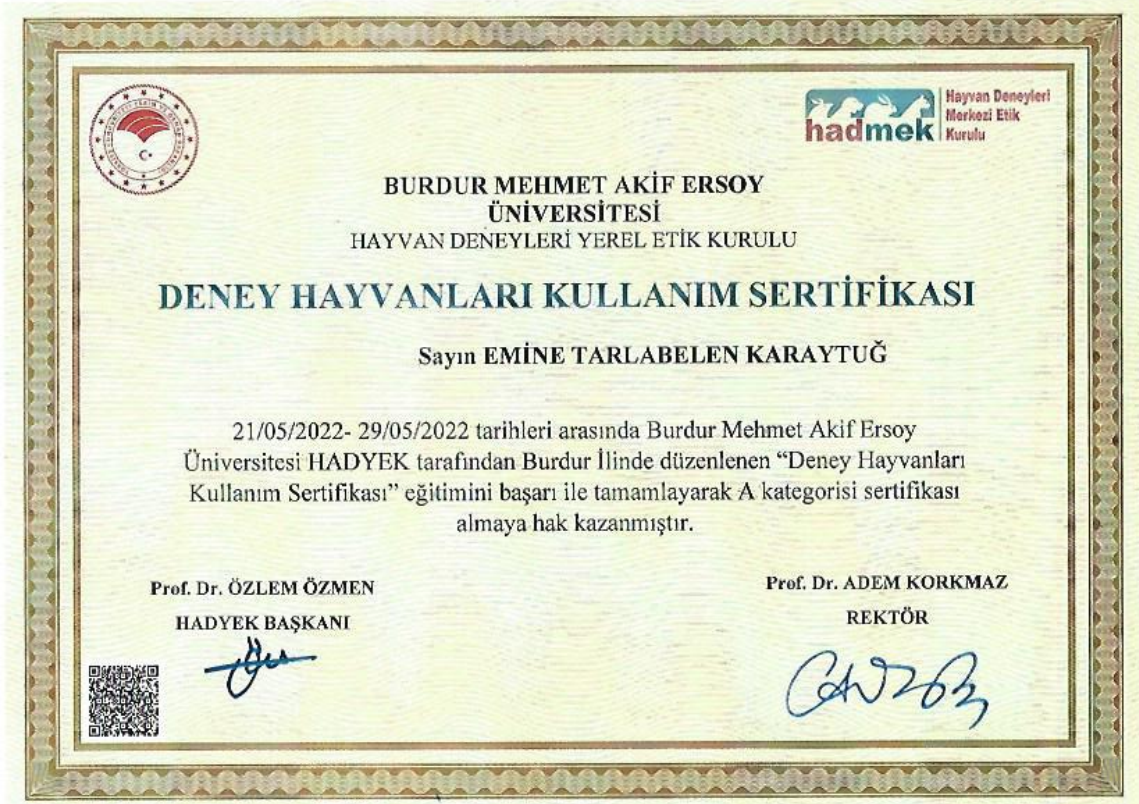 hadmek
Hayvan Deneyleri
Merkezi Etik
Kurulu
BURDUR MEHMET AKİF ERSOY
ÜNİVERSİTESİ
HAYVAN DENEYLERİ YEREL ETİK KURULU
DENEY HAYVANLARI KULLANIM SERTİFİKASI
Sayın EMİNE TARLABELEN KARAYTUĞ
21/05/2022- 29/05/2022 tarihleri arasında Burdur Mehmet Akif Ersoy
Üniversitesi HADYEK tarafından Burdur İlinde düzenlenen “Deney Hayvanları
Kullanım Sertifikası” eğitimini başarı ile tamamlayarak A kategorisi sertifikası
almaya hak kazanmıştır.
Prof. Dr. ÖZLEM ÖZMEN
HADYEK BAŞKANI
Prof. Dr. ADEM KORKMAZ
REKTÖR